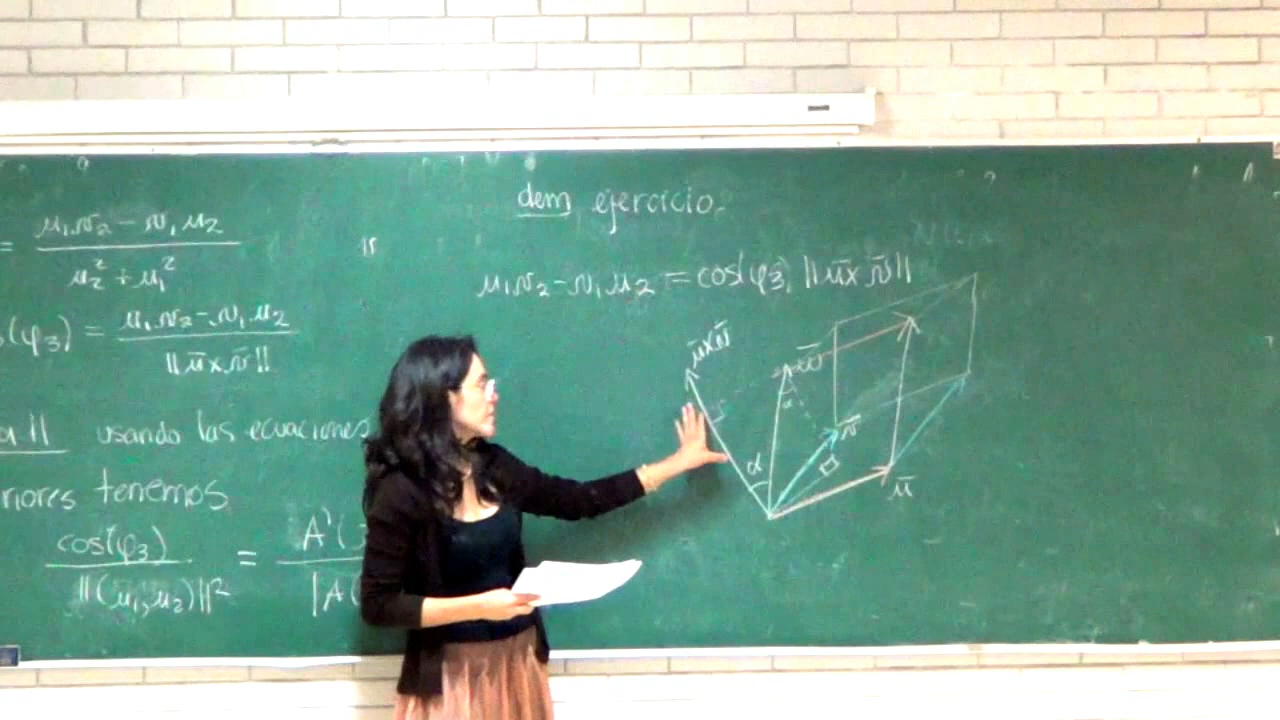 dem ejercicio.
= u₁v₂ - v₁u₂ / u₂² + u₁²
u₁v₂ - v₁u₂ = cos(φ₃) ||ū x v̄||
(φ₃) = u₁v₂ - v₁u₂ / ||ū x v̄||
usando las ecuaciones
riores tenemos
cos(φ₃) / ||(u₁,u₂)||² = A'( / |A(
ū x v̄
α
α
v̄
ū